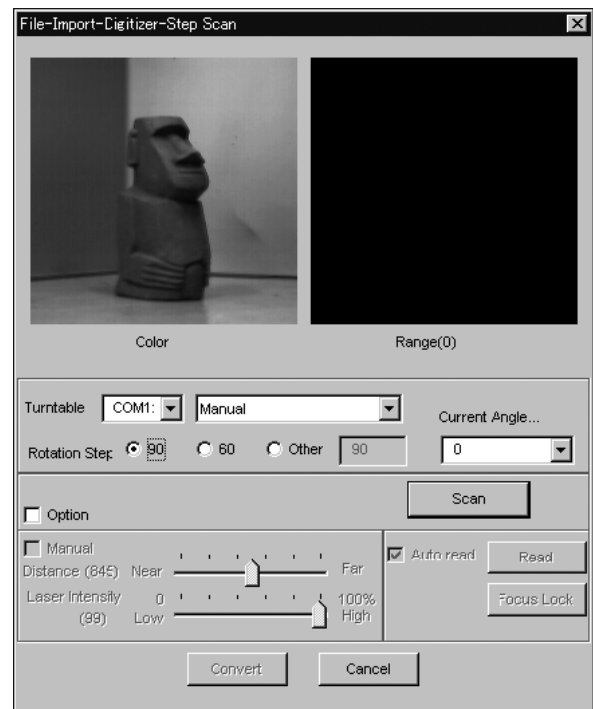 File-Import-Digitizer-Step Scan
Color Range(0)
Turntable COM1: Manual Current Angle...
Rotation Step 90 60 Other 90 0
Scan
Option
Manual
Distance (845) Near Far Auto read Read
Laser Intensity 0 100% Focus Lock
(99) Low High
Convert Cancel